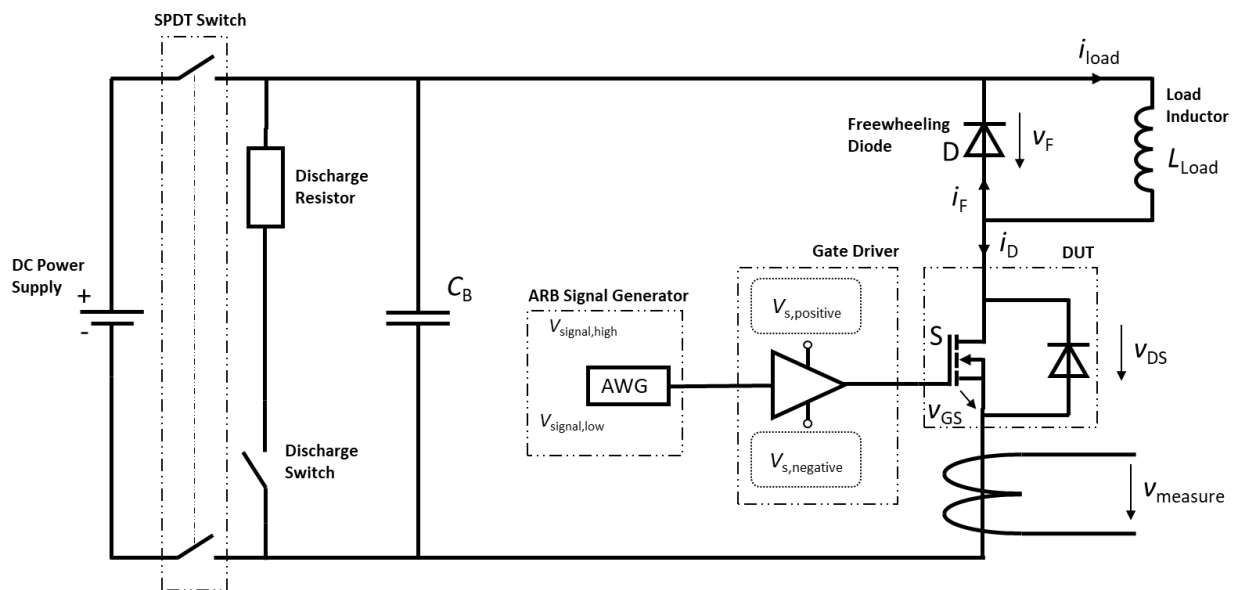 SPDT Switch
i_load
Load
Inductor
L_Load
Freewheeling
Diode
D
v_F
i_F
i_D
Discharge
Resistor
DC Power
Supply
+
-
C_B
Gate Driver
DUT
ARB Signal Generator
V_signal,high
V_s,positive
AWG
S
v_DS
V_signal,low
v_GS
Discharge
Switch
V_s,negative
v_measure